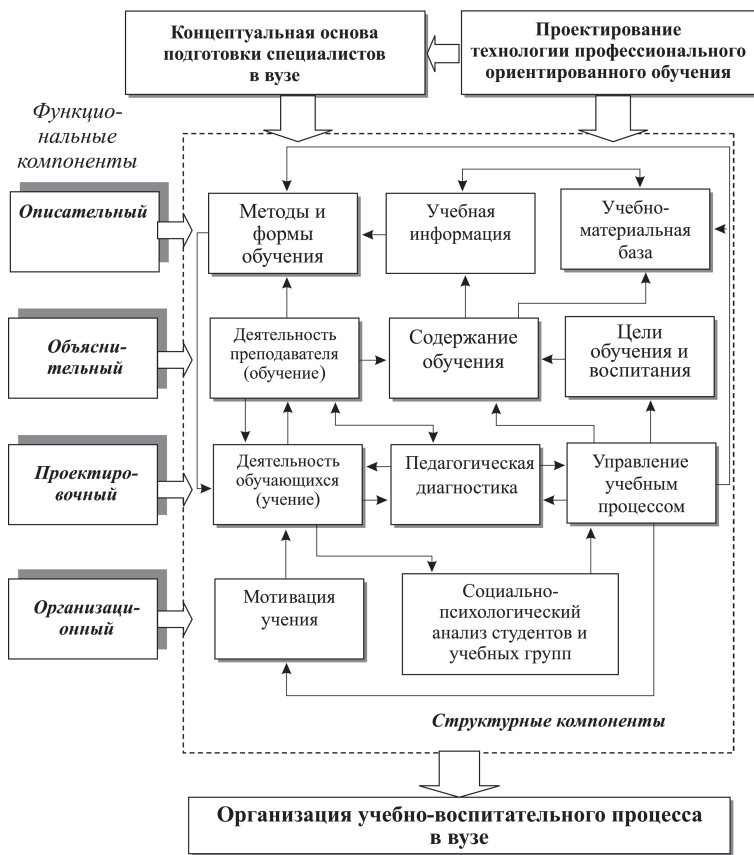 Концептуальная основа
подготовки специалистов
в вузе
Проектирование
технологии профессионального
ориентированного обучения
Функцио-
нальные
компоненты
Описательный
Методы и
формы
обучения
Учебная
информация
Учебно-
материальная
база
Объясни-
тельный
Деятельность
преподавателя
(обучение)
Содержание
обучения
Цели
обучения и
воспитания
Проектиро-
вочный
Деятельность
обучающихся
(учение)
Педагогическая
диагностика
Управление
учебным
процессом
Организаци-
онный
Мотивация
учения
Социально-
психологический
анализ студентов и
учебных групп
Структурные компоненты
Организация учебно-воспитательного процесса
в вузе